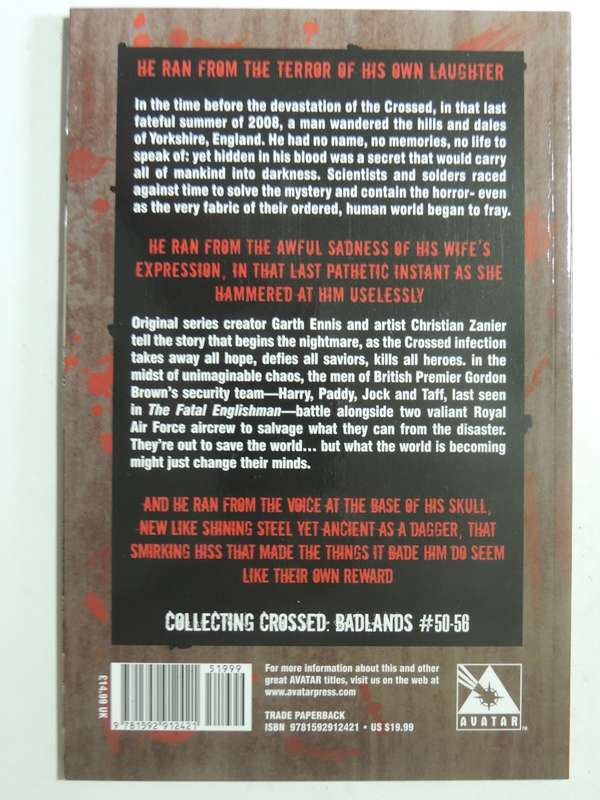 HE RAN FROM THE TERROR OF HIS OWN LAUGHTER
In the time before the devastation of the Crossed, in that last
fateful summer of 2008, a man wandered the hills and dales
of Yorkshire, England. He had no name, no memories, no life to
speak of: yet hidden in his blood was a secret that would carry
all of mankind into darkness. Scientists and solders raced
against time to solve the mystery and contain the horror- even
as the very fabric of their ordered, human world began to fray.
HE RAN FROM THE AWFUL SADNESS OF HIS WIFE'S
EXPRESSION, IN THAT LAST PATHETIC INSTANT AS SHE
HAMMERED AT HIM USELESSLY
Original series creator Garth Ennis and artist Christian Zanier
tell the story that begins the nightmare, as the Crossed infection
takes away all hope, defies all saviors, kills all heroes. in the
midst of unimaginable chaos, the men of British Premier Gordon
Brown's security team—Harry, Paddy, Jock and Taff, last seen
in The Fatal Englishman—battle alongside two valiant Royal
Air Force aircrew to salvage what they can from the disaster.
They're out to save the world... but what the world is becoming
might just change their minds.
AND HE RAN FROM THE VOICE AT THE BASE OF HIS SKULL,
NEW LIKE SHINING STEEL YET ANCIENT AS A DAGGER, THAT
SMIRKING HISS THAT MADE THE THINGS IT BADE HIM DO SEEM
LIKE THEIR OWN REWARD
COLLECTING CROSSED: BADLANDS #50-56
£14.99 UK
51999
9 781592 912421
For more information about this and other
great AVATAR titles, visit us on the web at
www.avatarpress.com
TRADE PAPERBACK
ISBN 9781592912421 • US $19.99
AVATAR
TM